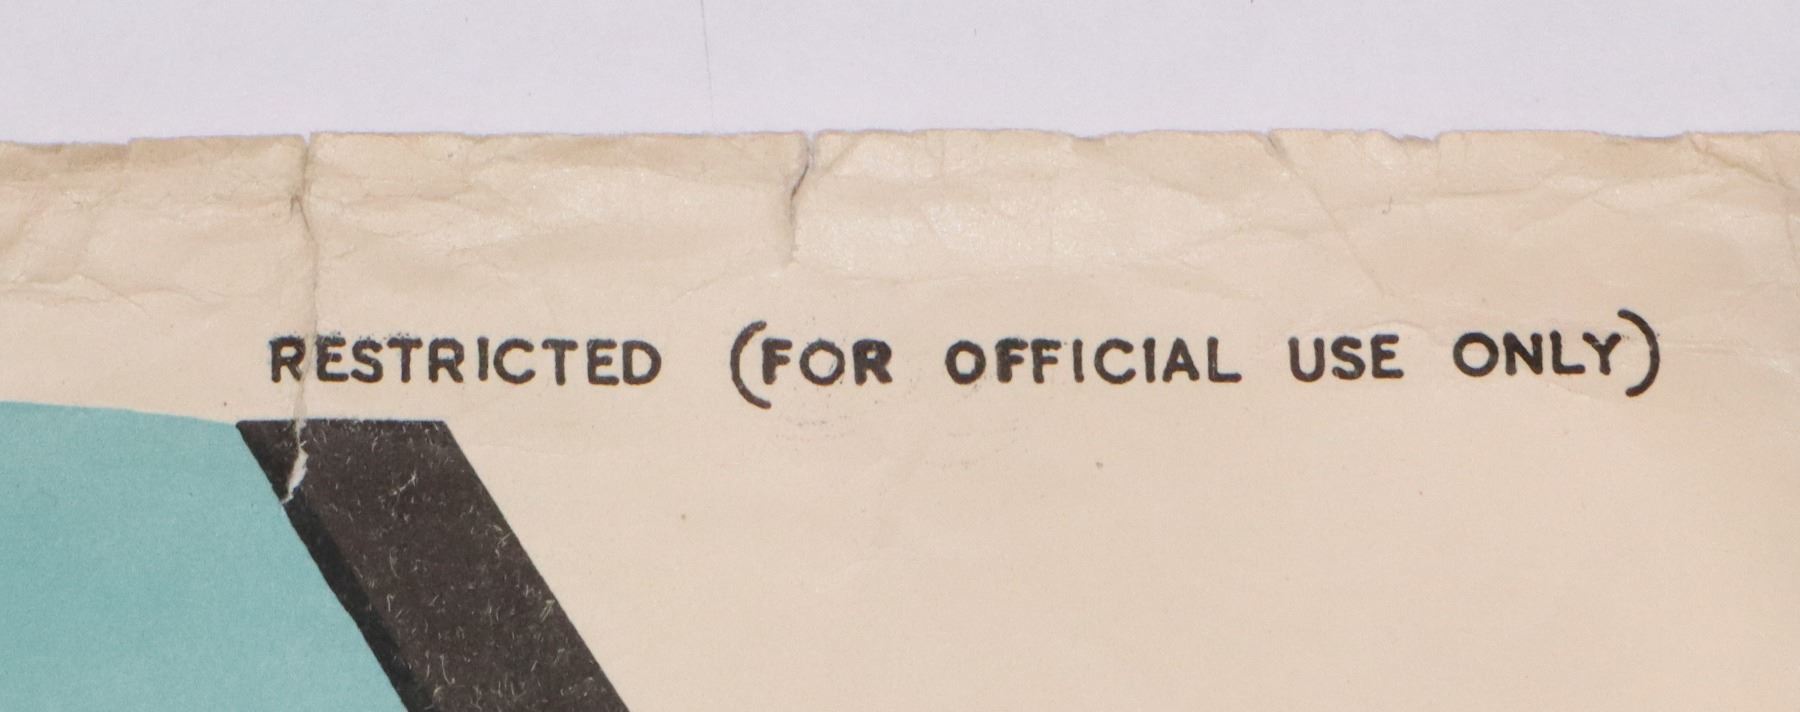 RESTRICTED (FOR OFFICIAL USE ONLY)